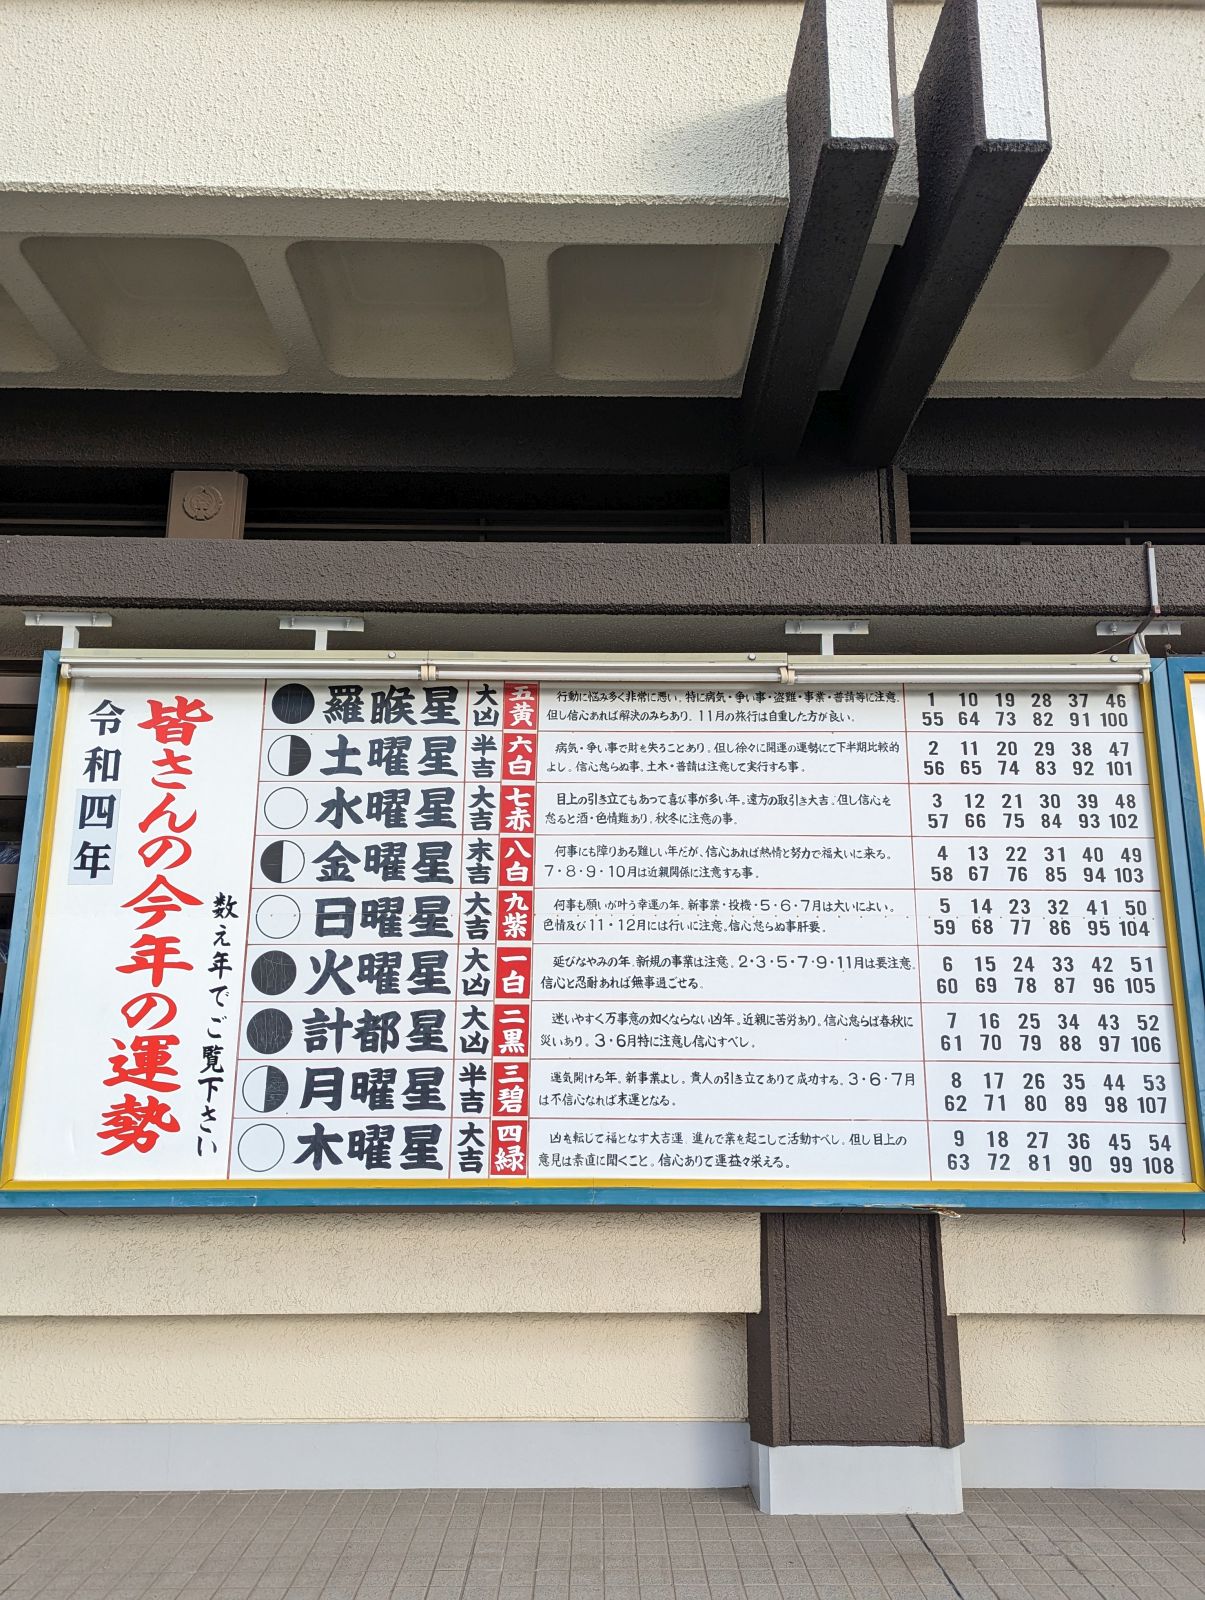 令和四年
皆さんの今年の運勢
数え年でご覧下さい
羅睺星 大凶 五黄
行動に悩み多く非常に悪い。特に病気・争い事・盗難・事業・普請等に注意。
但し信心あれば解決のみちあり。11月の旅行は自重した方が良い。
1 10 19 28 37 46
55 64 73 82 91 100
土曜星 半吉 六白
病気・争い事で財を失うことあり。但し徐々に開運の運勢にて下半期比較的
よし。信心怠らぬ事。土木・普請は注意して実行する事。
2 11 20 29 38 47
56 65 74 83 92 101
水曜星 大吉 七赤
目上の引き立てもあって喜び事が多い年。遠方の取引き大吉。但し信心を
怠ると酒・色情難あり。秋冬に注意の事。
3 12 21 30 39 48
57 66 75 84 93 102
金曜星 末吉 八白
何事にも障りある難しい年だが、信心あれば熱情と努力で福大いに来る。
7・8・9・10月は近親関係に注意する事。
4 13 22 31 40 49
58 67 76 85 94 103
日曜星 大吉 九紫
何事も願いが叶う幸運の年。新事業・投機・5・6・7月は大いによい。
色情及び11・12月には行いに注意。信心怠らぬ事肝要。
5 14 23 32 41 50
59 68 77 86 95 104
火曜星 大凶 一白
延びなやみの年。新規の事業は注意。2・3・5・7・9・11月は要注意。
信心と忍耐あれば無事過ごせる。
6 15 24 33 42 51
60 69 78 87 96 105
計都星 大凶 二黒
迷いやすく万事意の如くならない凶年。近親に苦労あり。信心怠らば春秋に
災いあり。3・6月特に注意し信心すべし。
7 16 25 34 43 52
61 70 79 88 97 106
月曜星 半吉 三碧
運気開ける年。新事業よし。貴人の引き立てありて成功する。3・6・7月
は不信心なれば末運となる。
8 17 26 35 44 53
62 71 80 89 98 107
木曜星 大吉 四緑
凶を転じて福となす大吉運。進んで業を起こして活動すべし。但し目上の
意見は素直に聞くこと。信心ありて運益々栄える。
9 18 27 36 45 54
63 72 81 90 99 108